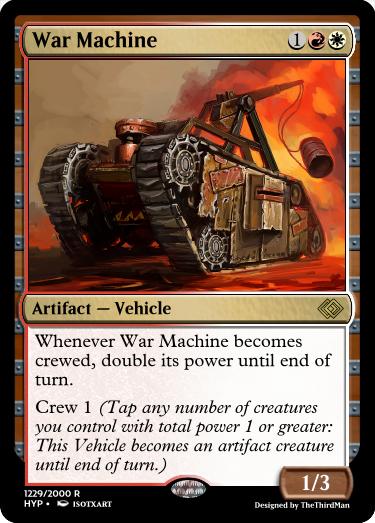 War Machine 1
Artifact — Vehicle
Whenever War Machine becomes
crewed, double its power until end of
turn.
Crew 1 (Tap any number of creatures
you control with total power 1 or greater:
This Vehicle becomes an artifact creature
until end of turn.)
1/3
1229/2000 R
HYP • ISOTXART
Designed by TheThirdMan